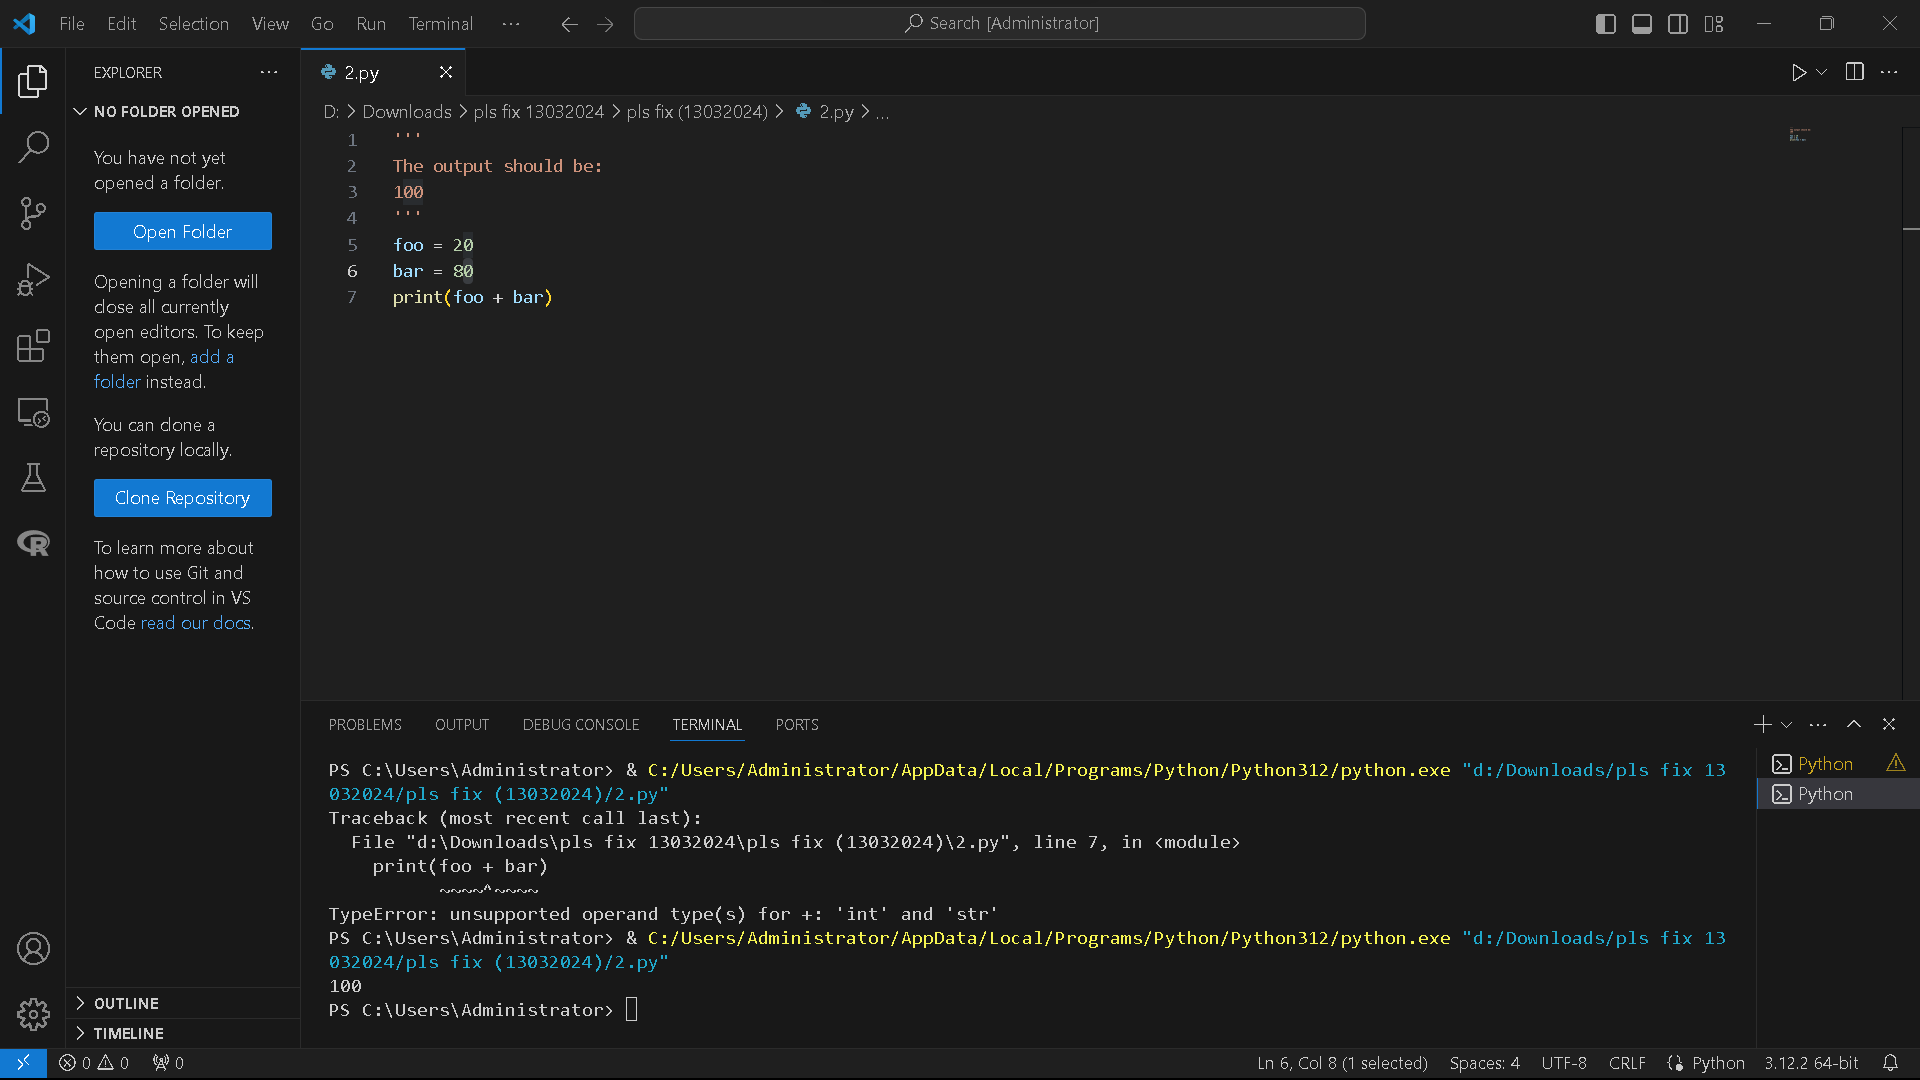 File Edit Selection View Go Run Terminal ··· Search [Administrator]
EXPLORER ···
NO FOLDER OPENED
You have not yet
opened a folder.
Open Folder
Opening a folder will
close all currently
open editors. To keep
them open, add a
folder instead.
You can clone a
repository locally.
Clone Repository
To learn more about
how to use Git and
source control in VS
Code read our docs.
OUTLINE
TIMELINE
2.py
D: > Downloads > pls fix 13032024 > pls fix (13032024) > 2.py > ...
1 '''
2 The output should be:
3 100
4 '''
5 foo = 20
6 bar = 80
7 print(foo + bar)
PROBLEMS OUTPUT DEBUG CONSOLE TERMINAL PORTS
PS C:\Users\Administrator> & C:/Users/Administrator/AppData/Local/Programs/Python/Python312/python.exe "d:/Downloads/pls fix 13
032024/pls fix (13032024)/2.py"
Traceback (most recent call last):
File "d:\Downloads\pls fix 13032024\pls fix (13032024)\2.py", line 7, in <module>
print(foo + bar)
~~~~^~~~~
TypeError: unsupported operand type(s) for +: 'int' and 'str'
PS C:\Users\Administrator> & C:/Users/Administrator/AppData/Local/Programs/Python/Python312/python.exe "d:/Downloads/pls fix 13
032024/pls fix (13032024)/2.py"
100
PS C:\Users\Administrator>
Python
Python
0 0 0 Ln 6, Col 8 (1 selected) Spaces: 4 UTF-8 CRLF Python 3.12.2 64-bit